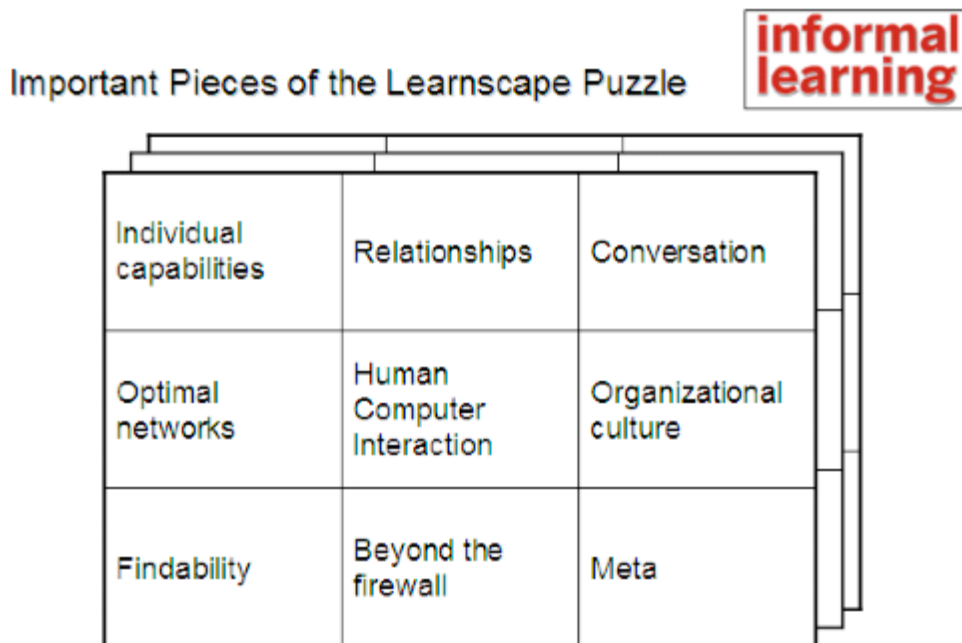 informal
learning
Important Pieces of the Learnscape Puzzle
Individual
capabilities
Relationships
Conversation
Optimal
networks
Human
Computer
Interaction
Organizational
culture
Findability
Beyond the
firewall
Meta